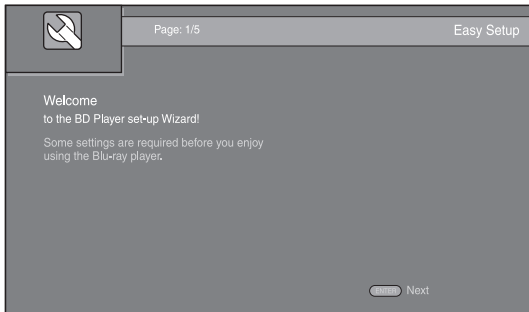 Page: 1/5
Easy Setup
Welcome
to the BD Player set-up Wizard!
Some settings are required before you enjoy
using the Blu-ray player.
ENTER Next